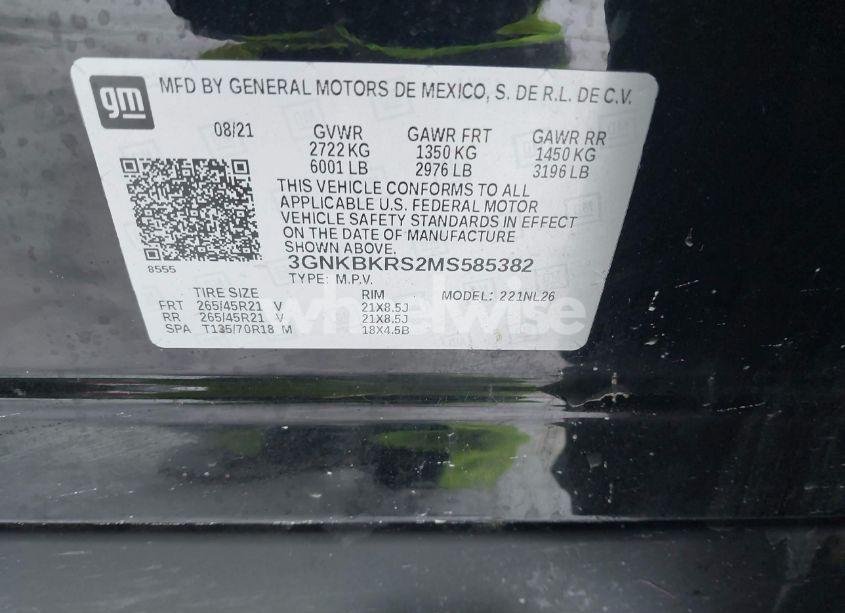 gm
MFD BY GENERAL MOTORS DE MEXICO, S. DE R.L. DE C.V.
08/21 GVWR GAWR FRT GAWR RR
2722 KG 1350 KG 1450 KG
6001 LB 2976 LB 3196 LB
THIS VEHICLE CONFORMS TO ALL
APPLICABLE U.S. FEDERAL MOTOR
VEHICLE SAFETY STANDARDS IN EFFECT
ON THE DATE OF MANUFACTURE
SHOWN ABOVE.
8555
3GNKBKRS2MS585382
TYPE: M.P.V. MODEL: 221NL26
TIRE SIZE RIM
FRT 265/45R21 V 21X8.5J
RR 265/45R21 V 21X8.5J
SPA T135/70R18 M 18X4.5B
wheelwise